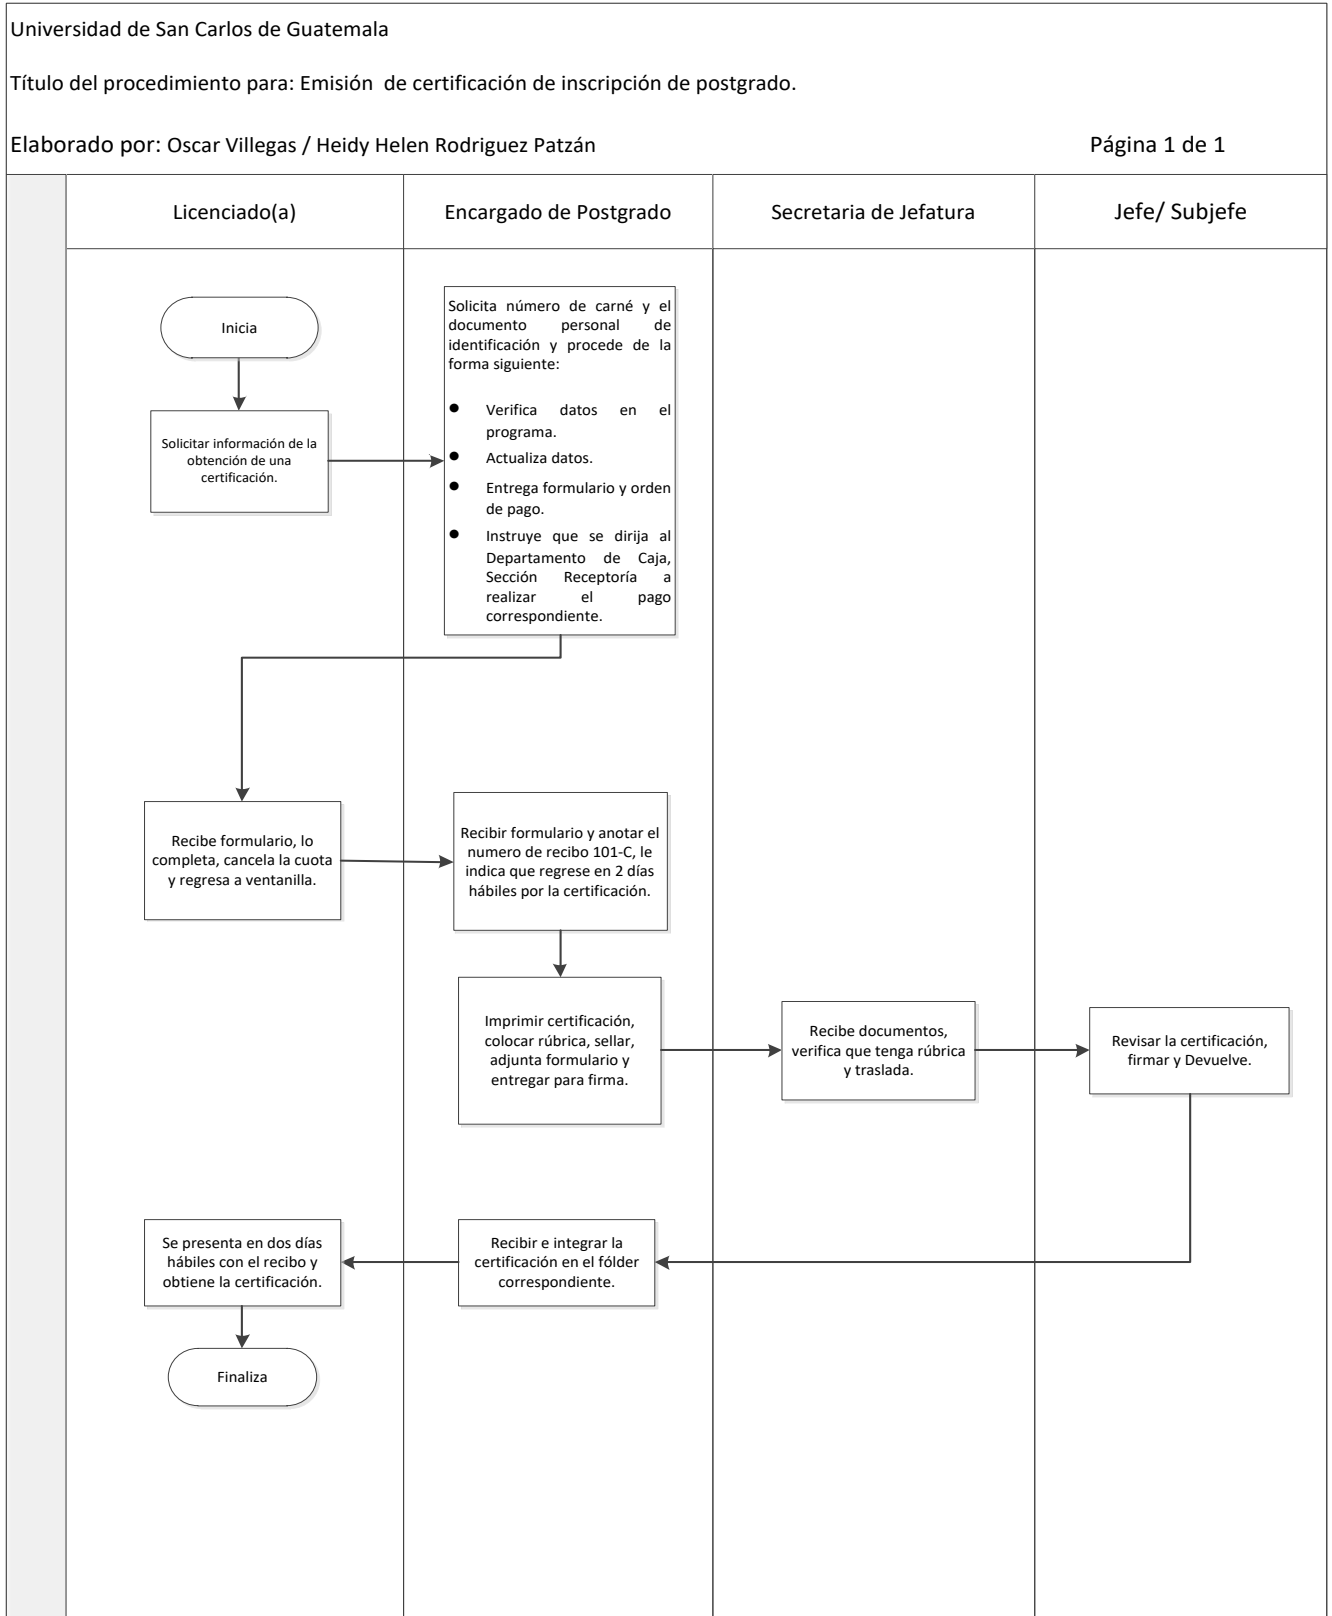 Universidad de San Carlos de Guatemala
Título del procedimiento para: Emisión  de certificación de inscripción de postgrado.
Elaborado por: Oscar Villegas / Heidy Helen Rodriguez Patzán
Página 1 de 1
Licenciado(a)
Encargado de Postgrado
Secretaria de Jefatura
Jefe/ Subjefe
Inicia
Solicitar información de la
obtención de una
certificación.
Solicita número de carné y el
documento personal de
identificación y procede de la
forma siguiente:
● Verifica datos en el
programa.
● Actualiza datos.
● Entrega formulario y orden
de pago.
● Instruye que se dirija al
Departamento de Caja,
Sección Receptoría a
realizar el pago
correspondiente.
Recibe formulario, lo
completa, cancela la cuota
y regresa a ventanilla.
Recibir formulario y anotar el
numero de recibo 101-C, le
indica que regrese en 2 días
hábiles por la certificación.
Imprimir certificación,
colocar rúbrica, sellar,
adjunta formulario y
entregar para firma.
Recibe documentos,
verifica que tenga rúbrica
y traslada.
Revisar la certificación,
firmar y Devuelve.
Recibir e integrar la
certificación en el fólder
correspondiente.
Se presenta en dos días
hábiles con el recibo y
obtiene la certificación.
Finaliza